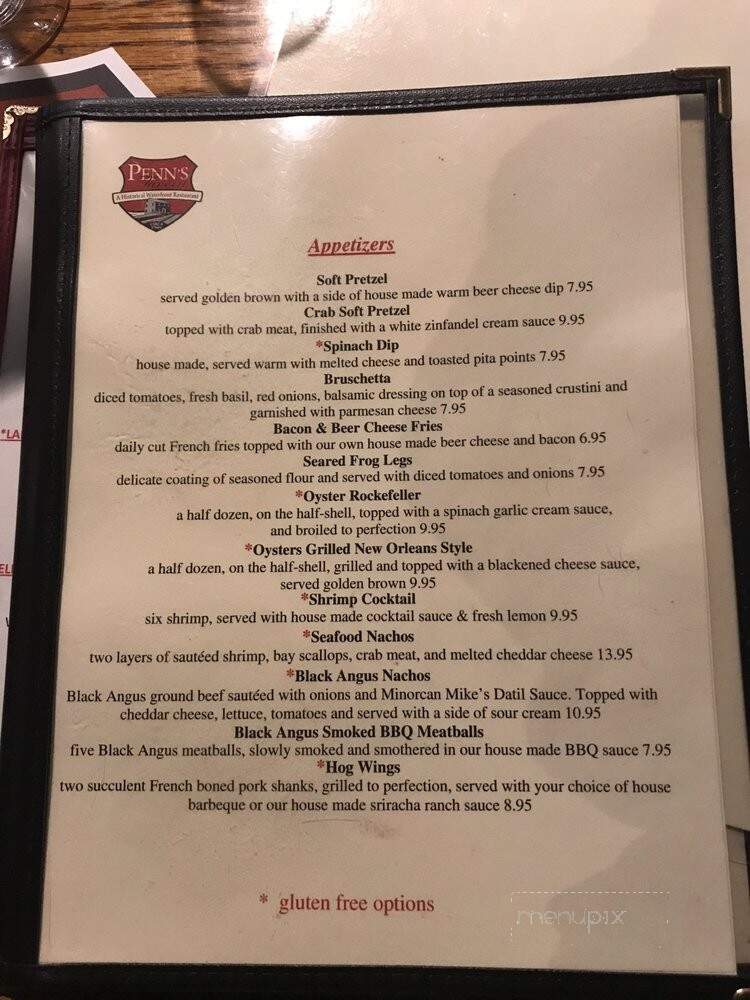 PENN'S
A Historical Waterfront Restaurant
Appetizers
Soft Pretzel
served golden brown with a side of house made warm beer cheese dip 7.95
Crab Soft Pretzel
topped with crab meat, finished with a white zinfandel cream sauce 9.95
*Spinach Dip
house made, served warm with melted cheese and toasted pita points 7.95
Bruschetta
diced tomatoes, fresh basil, red onions, balsamic dressing on top of a seasoned crustini and
garnished with parmesan cheese 7.95
Bacon & Beer Cheese Fries
daily cut French fries topped with our own house made beer cheese and bacon 6.95
Seared Frog Legs
delicate coating of seasoned flour and served with diced tomatoes and onions 7.95
*Oyster Rockefeller
a half dozen, on the half-shell, topped with a spinach garlic cream sauce,
and broiled to perfection 9.95
*Oysters Grilled New Orleans Style
a half dozen, on the half-shell, grilled and topped with a blackened cheese sauce,
served golden brown 9.95
*Shrimp Cocktail
six shrimp, served with house made cocktail sauce & fresh lemon 9.95
*Seafood Nachos
two layers of sautéed shrimp, bay scallops, crab meat, and melted cheddar cheese 13.95
*Black Angus Nachos
Black Angus ground beef sautéed with onions and Minorcan Mike's Datil Sauce. Topped with
cheddar cheese, lettuce, tomatoes and served with a side of sour cream 10.95
Black Angus Smoked BBQ Meatballs
five Black Angus meatballs, slowly smoked and smothered in our house made BBQ sauce 7.95
*Hog Wings
two succulent French boned pork shanks, grilled to perfection, served with your choice of house
barbeque or our house made sriracha ranch sauce 8.95
* gluten free options
menupix
*LA